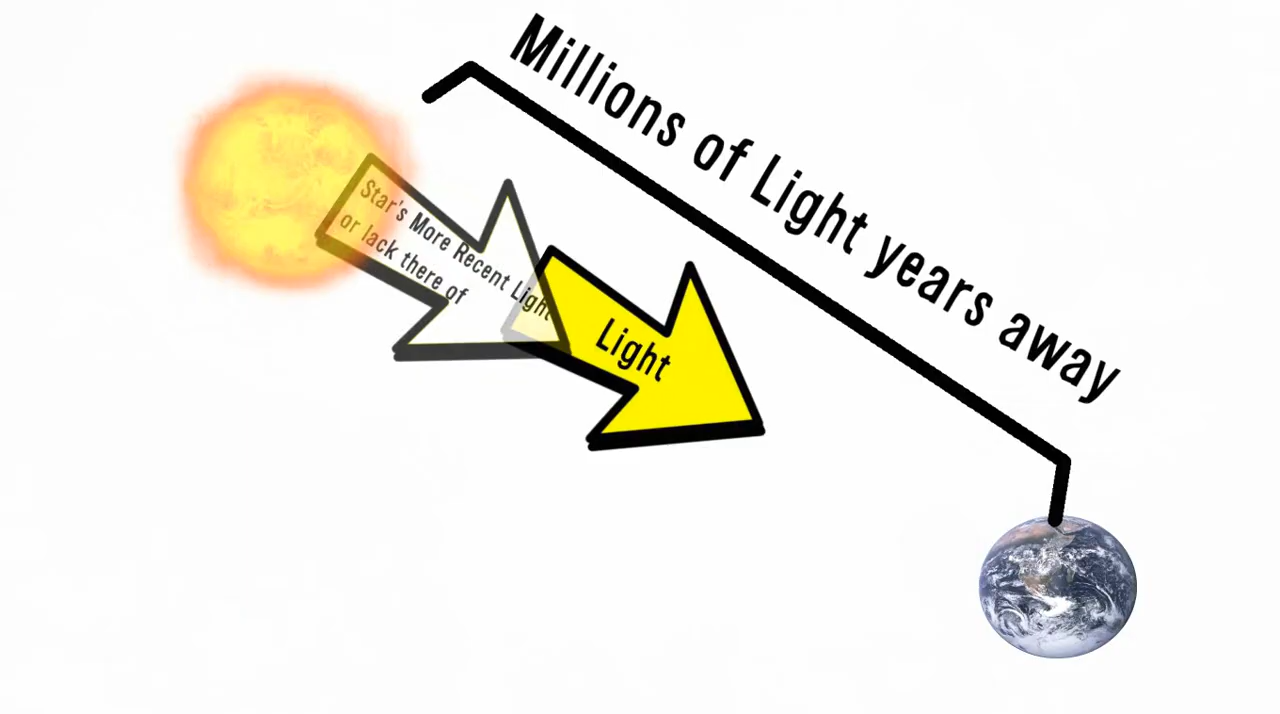 Millions of Light years away
Star's More Recent Light
or lack there of
Light